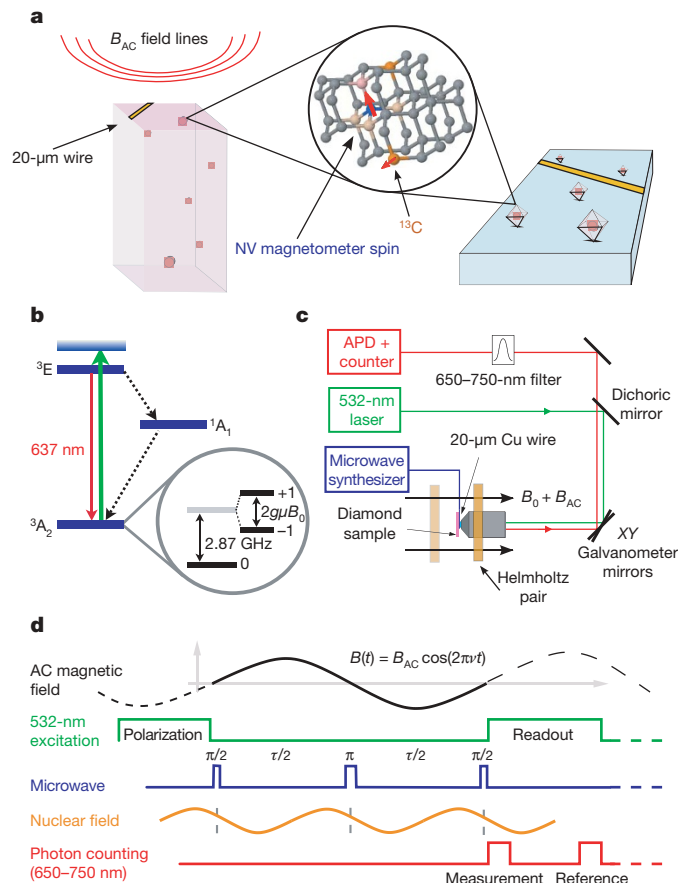 a
B_AC field lines
20-μm wire
13C
NV magnetometer spin
b
3E
1A1
637 nm
3A2
+1
2gμB0
−1
2.87
GHz
0
c
APD +
counter
650–750-nm filter
532-nm
laser
Dichoric
mirror
20-μm Cu wire
Microwave
synthesizer
B0 + BAC
Diamond
sample
XY
Galvanometer
mirrors
Helmholtz
pair
d
AC magnetic
field
B(t) = BAC cos(2πνt)
532-nm
excitation
Polarization
Readout
π/2 τ/2 π τ/2 π/2
Microwave
Nuclear field
Photon counting
(650–750 nm)
Measurement Reference